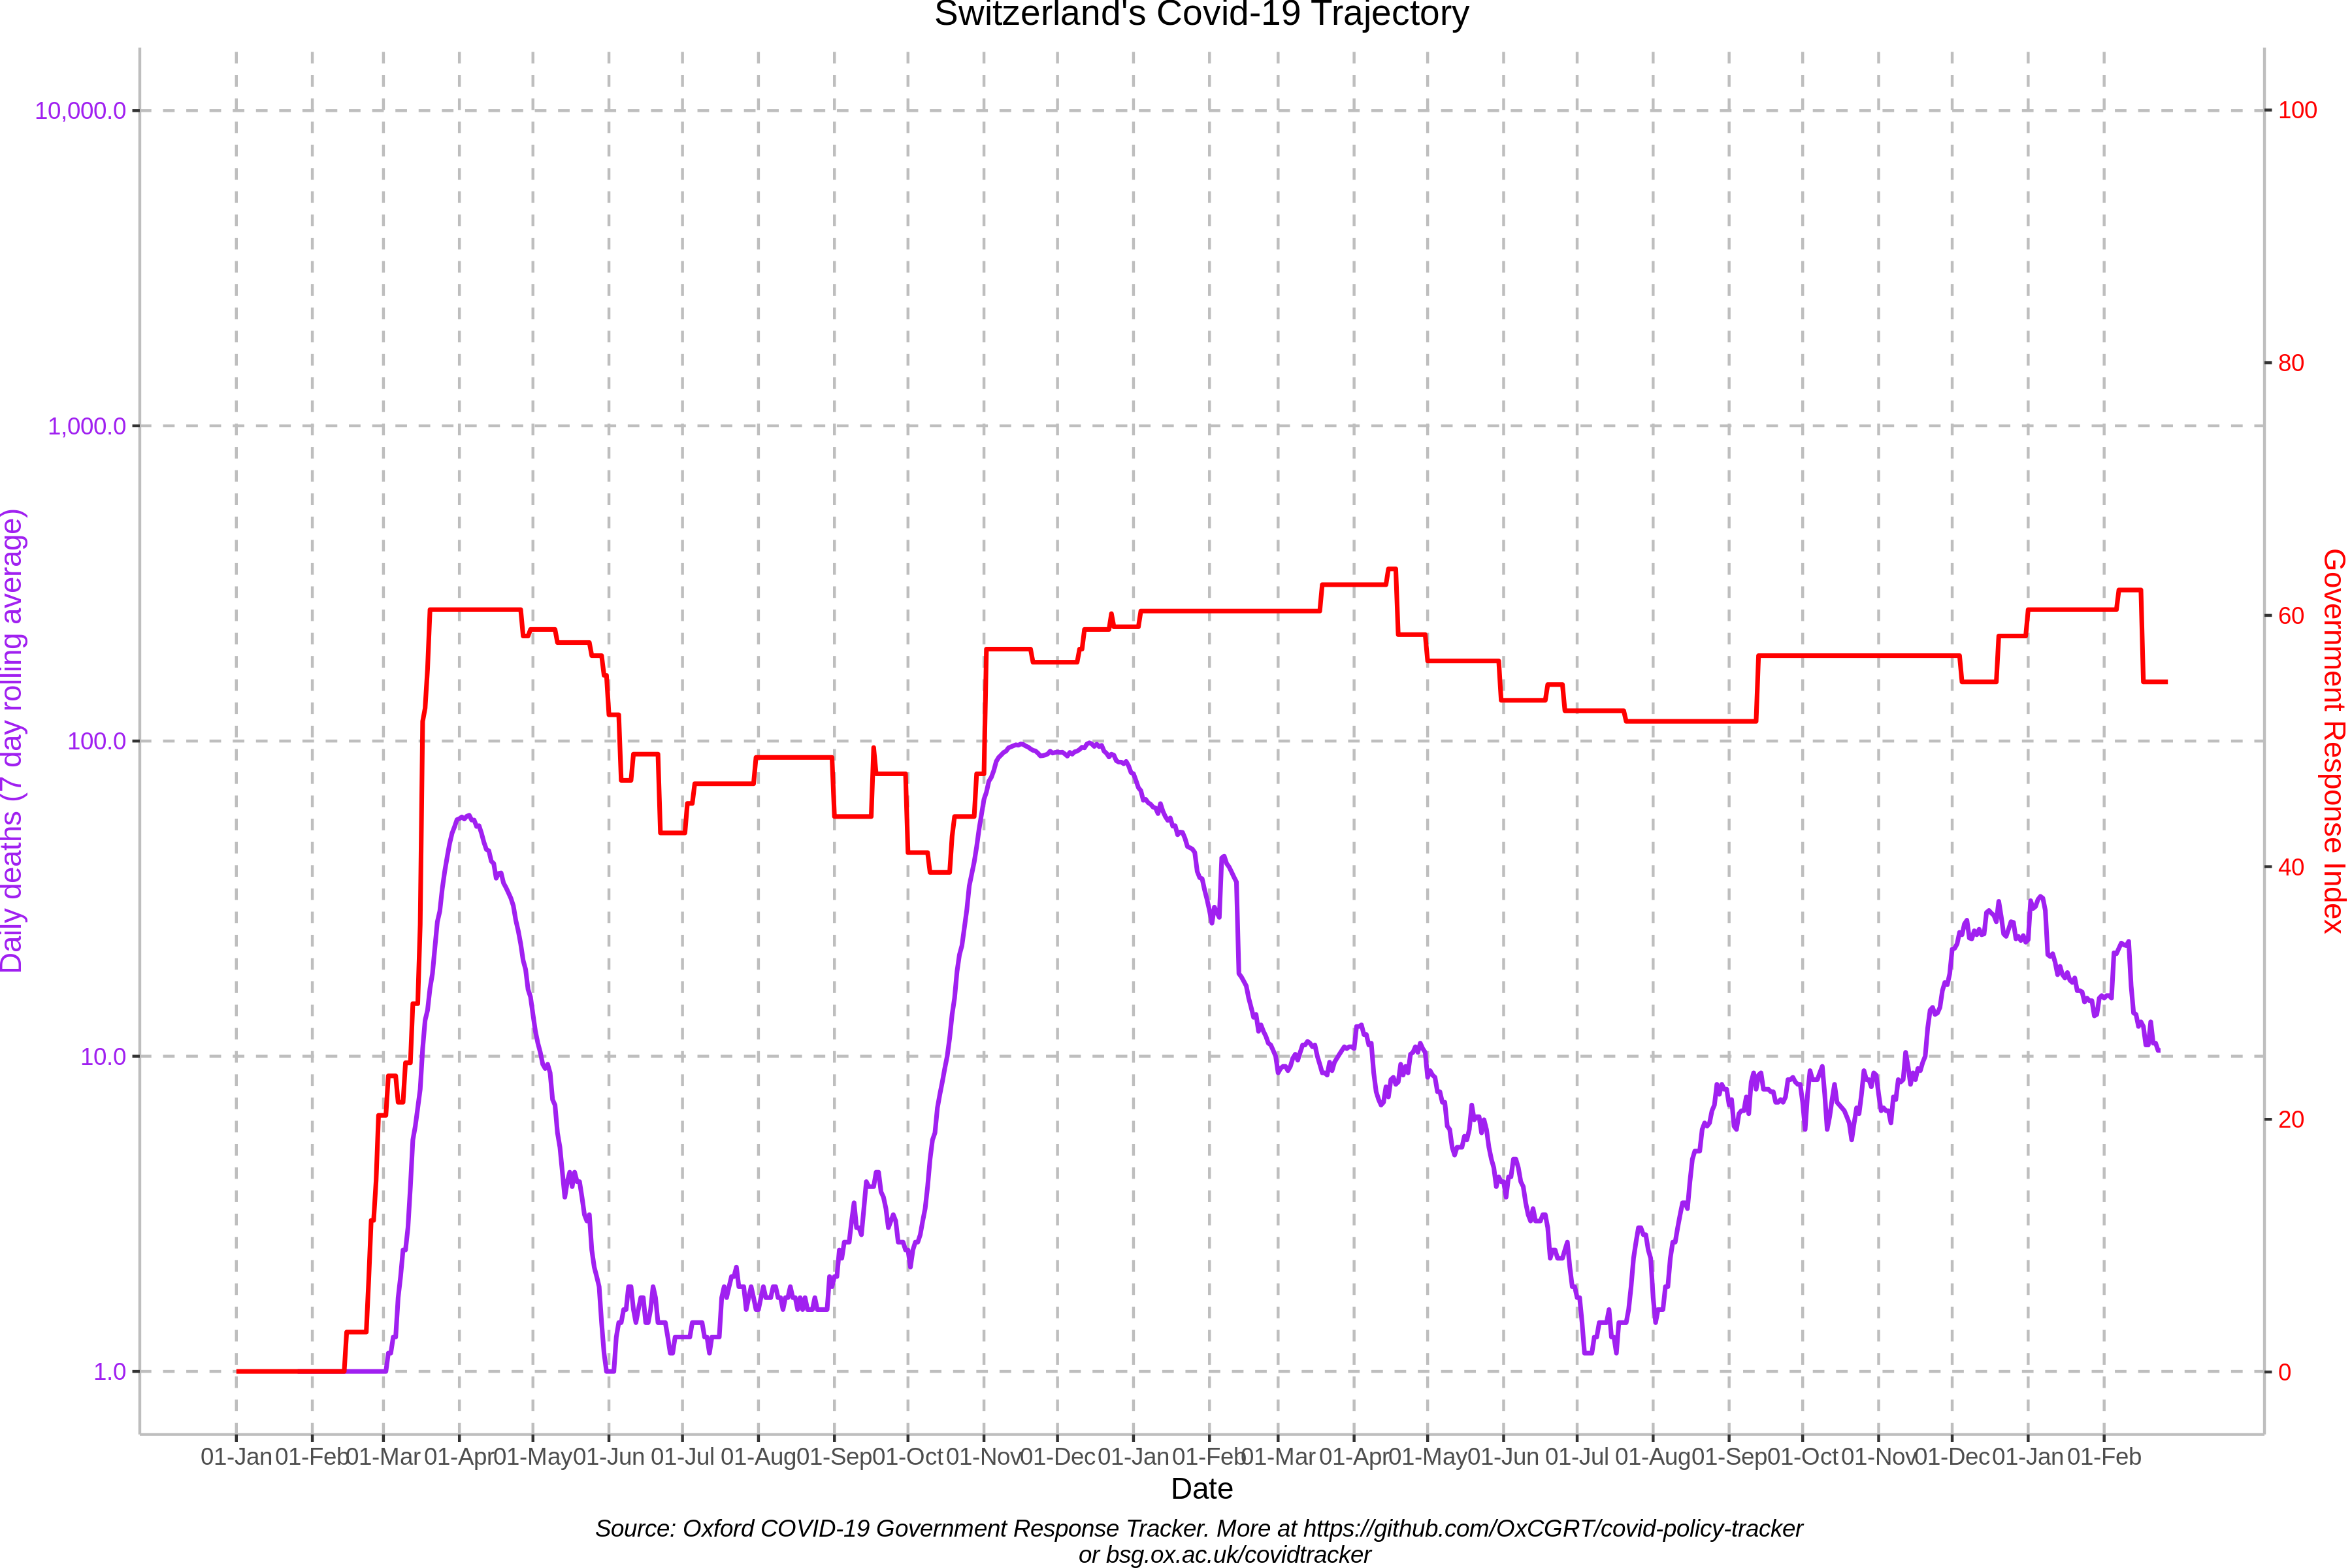 Switzerland's Covid-19 Trajectory
10,000.0
1,000.0
100.0
10.0
1.0
Daily deaths (7 day rolling average)
100
80
60
40
20
0
Government Response Index
01-Jan 01-Feb 01-Mar 01-Apr 01-May 01-Jun 01-Jul 01-Aug 01-Sep 01-Oct 01-Nov 01-Dec 01-Jan 01-Feb 01-Mar 01-Apr 01-May 01-Jun 01-Jul 01-Aug 01-Sep 01-Oct 01-Nov 01-Dec 01-Jan 01-Feb
Date
Source: Oxford COVID-19 Government Response Tracker. More at https://github.com/OxCGRT/covid-policy-tracker
or bsg.ox.ac.uk/covidtracker